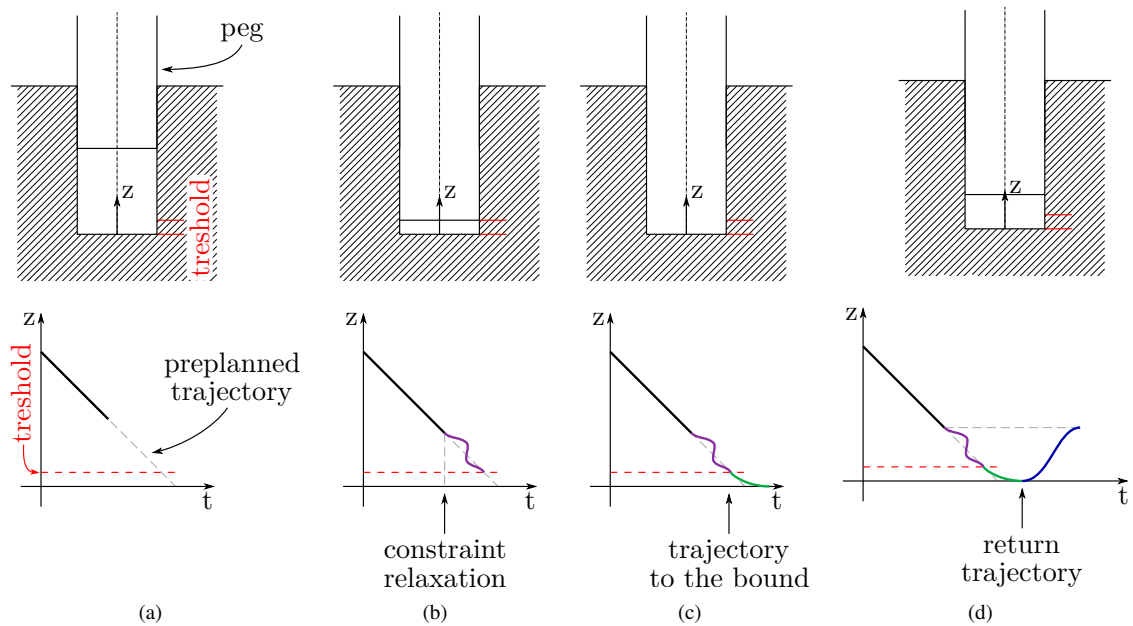 peg
z
z
z
z
treshold
z
treshold
preplanned
trajectory
t
z
t
constraint
relaxation
z
t
trajectory
to the bound
z
t
return
trajectory
(a)
(b)
(c)
(d)